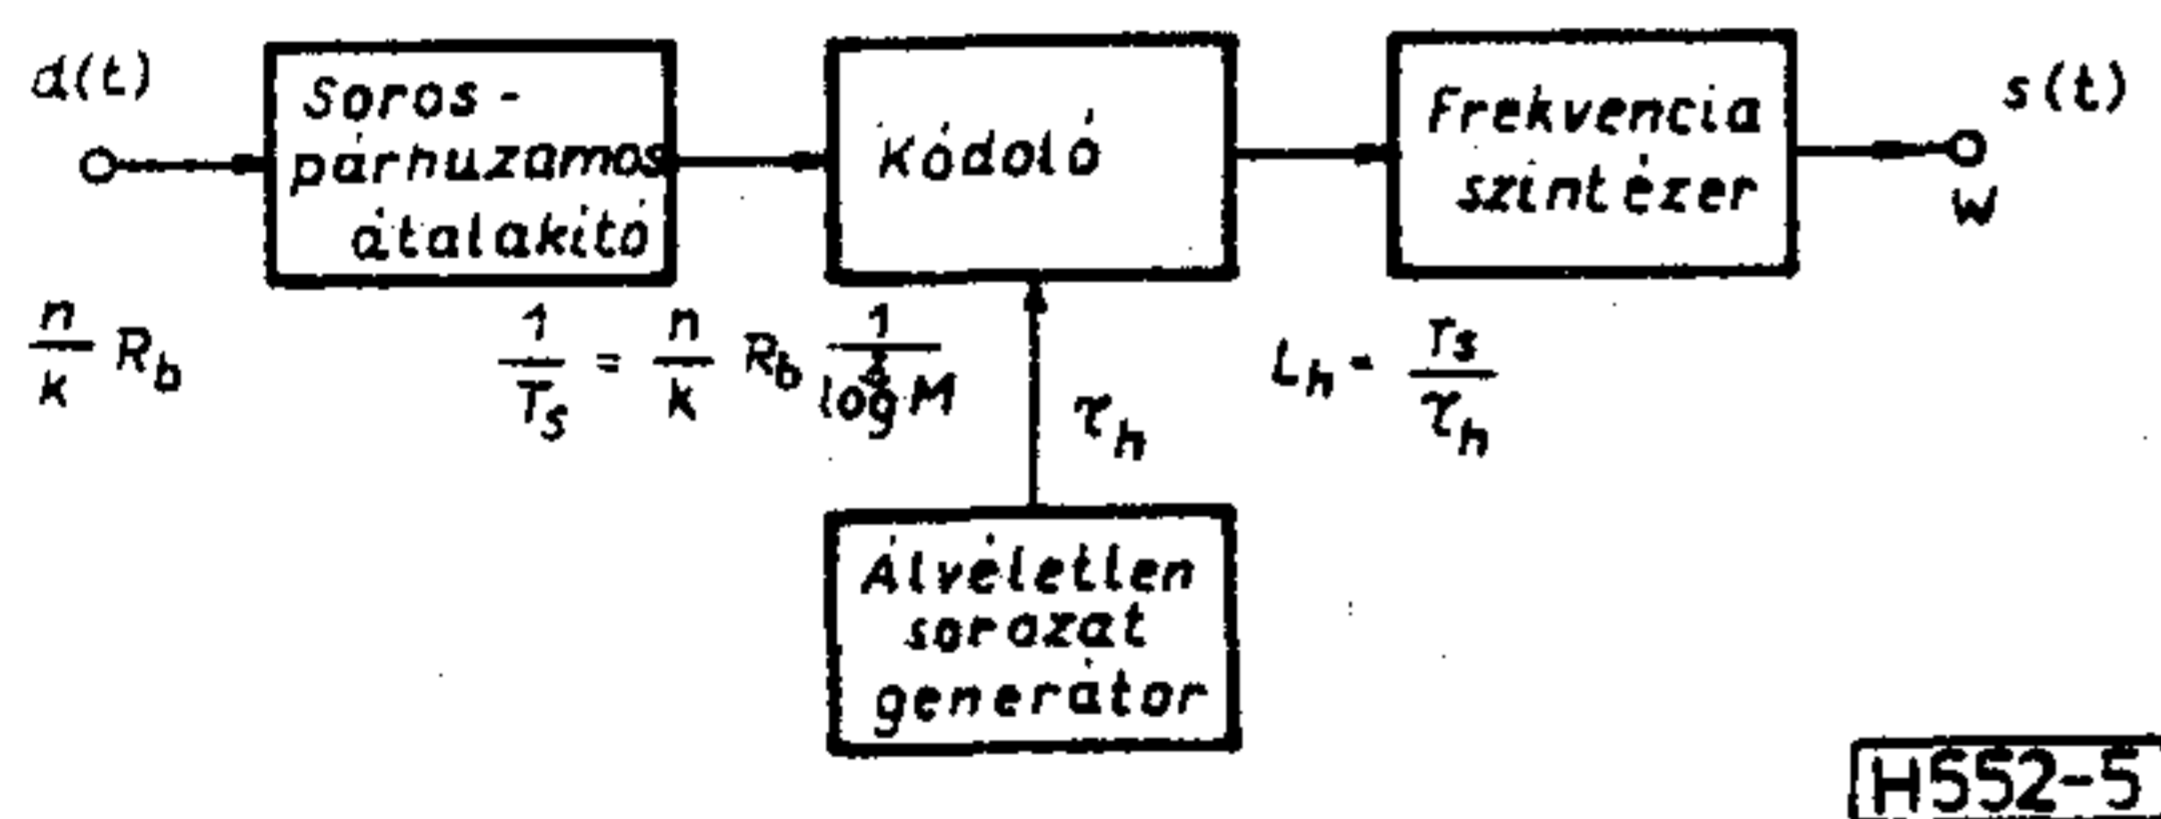 d(t)
Soros-
párhuzamos
átalakító
Kódoló
Frekvencia
szintézer
s(t)
W
n/k R_b
1/T_s = n/k R_b 1/log₂M
τ_h
L_h = T_s/τ_h
Álvéletlen
sorozat
generátor
H552-5